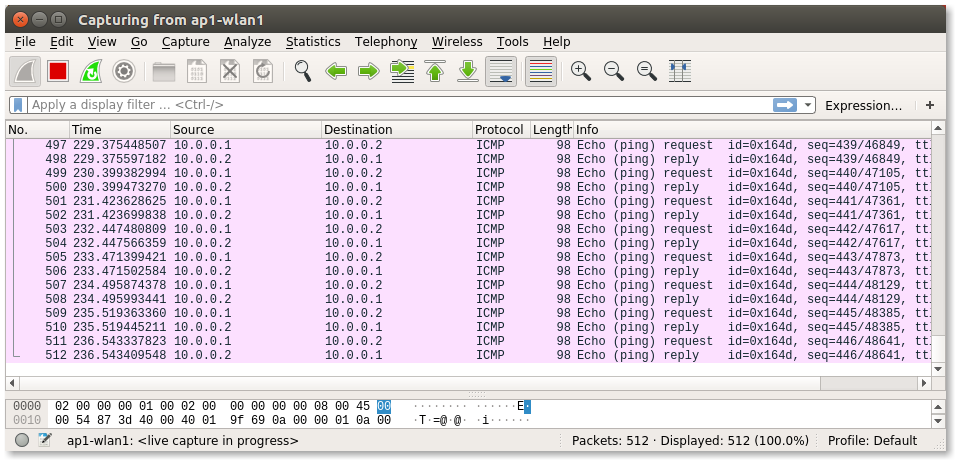 Capturing from ap1-wlan1
File Edit View Go Capture Analyze Statistics Telephony Wireless Tools Help
Apply a display filter ... <Ctrl-/> Expression... +
No. Time Source Destination Protocol Length Info
497 229.375448507 10.0.0.1 10.0.0.2 ICMP 98 Echo (ping) request id=0x164d, seq=439/46849, tt
498 229.375597182 10.0.0.2 10.0.0.1 ICMP 98 Echo (ping) reply id=0x164d, seq=439/46849, tt
499 230.399382994 10.0.0.1 10.0.0.2 ICMP 98 Echo (ping) request id=0x164d, seq=440/47105, tt
500 230.399473270 10.0.0.2 10.0.0.1 ICMP 98 Echo (ping) reply id=0x164d, seq=440/47105, tt
501 231.423628625 10.0.0.1 10.0.0.2 ICMP 98 Echo (ping) request id=0x164d, seq=441/47361, tt
502 231.423699838 10.0.0.2 10.0.0.1 ICMP 98 Echo (ping) reply id=0x164d, seq=441/47361, tt
503 232.447480809 10.0.0.1 10.0.0.2 ICMP 98 Echo (ping) request id=0x164d, seq=442/47617, tt
504 232.447566359 10.0.0.2 10.0.0.1 ICMP 98 Echo (ping) reply id=0x164d, seq=442/47617, tt
505 233.471399421 10.0.0.1 10.0.0.2 ICMP 98 Echo (ping) request id=0x164d, seq=443/47873, tt
506 233.471502584 10.0.0.2 10.0.0.1 ICMP 98 Echo (ping) reply id=0x164d, seq=443/47873, tt
507 234.495874378 10.0.0.1 10.0.0.2 ICMP 98 Echo (ping) request id=0x164d, seq=444/48129, tt
508 234.495993441 10.0.0.2 10.0.0.1 ICMP 98 Echo (ping) reply id=0x164d, seq=444/48129, tt
509 235.519363360 10.0.0.1 10.0.0.2 ICMP 98 Echo (ping) request id=0x164d, seq=445/48385, tt
510 235.519445211 10.0.0.2 10.0.0.1 ICMP 98 Echo (ping) reply id=0x164d, seq=445/48385, tt
511 236.543337823 10.0.0.1 10.0.0.2 ICMP 98 Echo (ping) request id=0x164d, seq=446/48641, tt
512 236.543409548 10.0.0.2 10.0.0.1 ICMP 98 Echo (ping) reply id=0x164d, seq=446/48641, tt
0000 02 00 00 00 01 00 02 00 00 00 00 00 08 00 45 00 ········ ······E·
0010 00 54 87 3d 40 00 40 01 9f 69 0a 00 00 01 0a 00 ·T·=@·@· ·i······
ap1-wlan1: <live capture in progress> Packets: 512 · Displayed: 512 (100.0%) Profile: Default